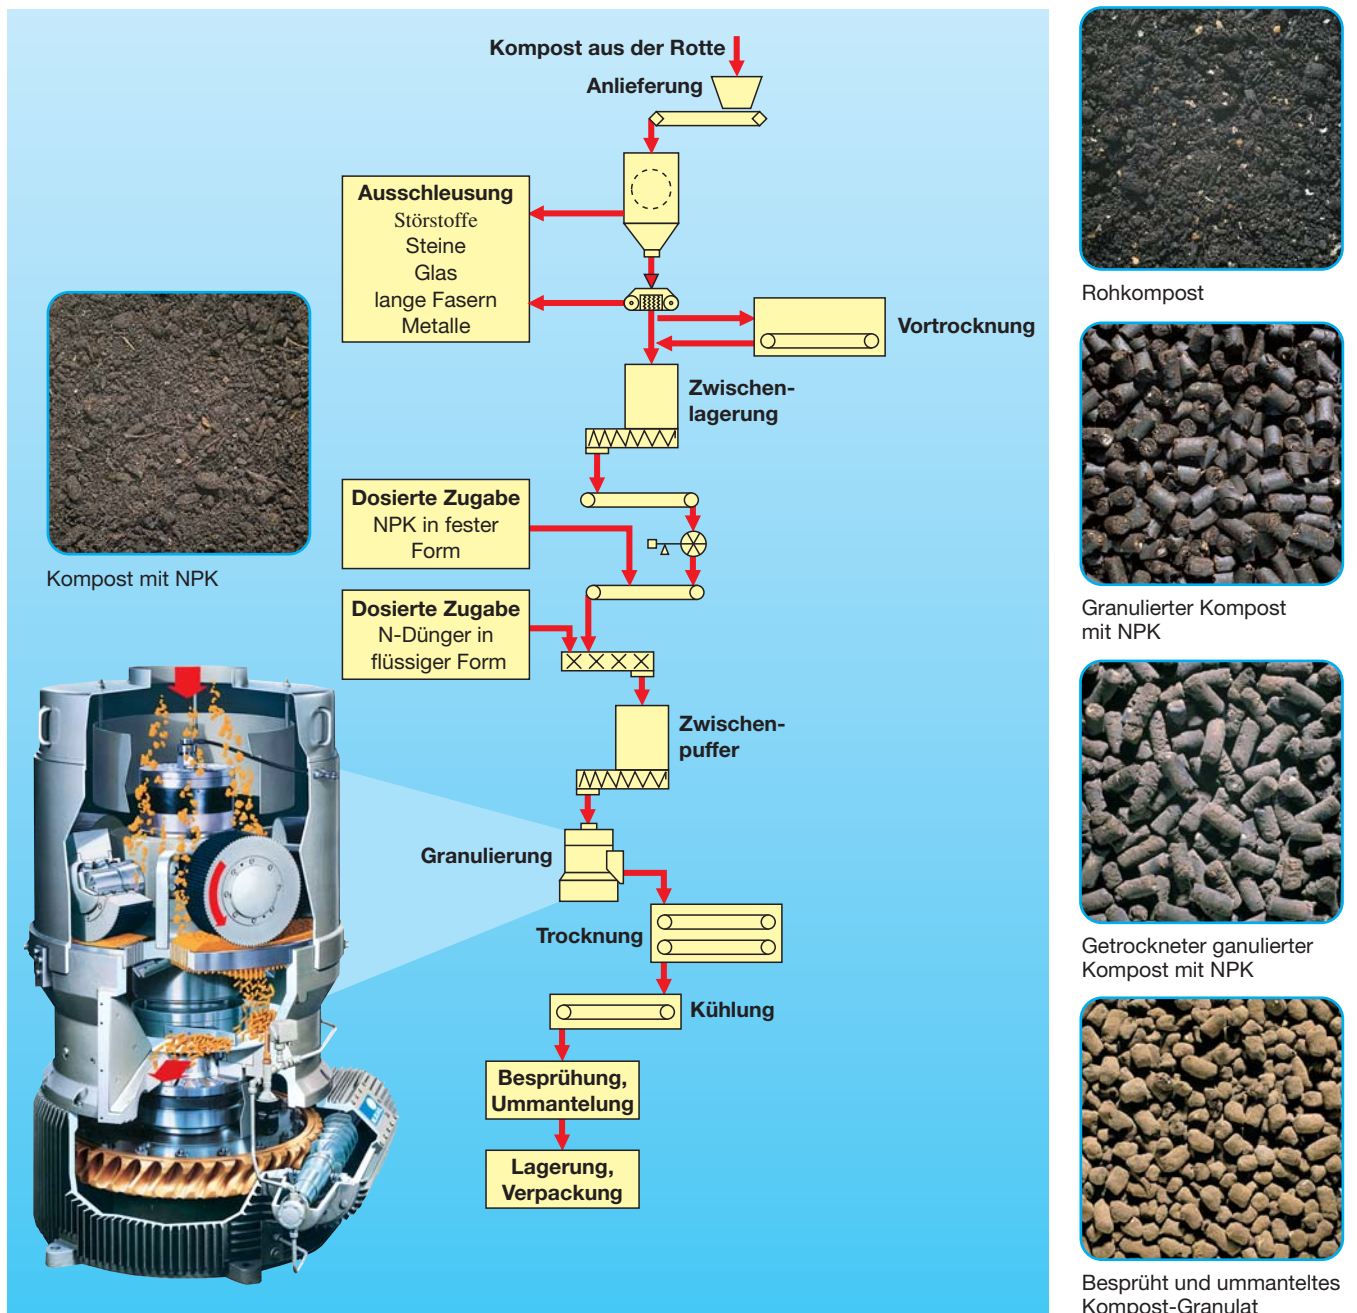 Kompost aus der Rotte
Anlieferung
Ausschleusung
Störstoffe
Steine
Glas
lange Fasern
Metalle
Vortrocknung
Zwischen-
lagerung
Dosierte Zugabe
NPK in fester
Form
Dosierte Zugabe
N-Dünger in
flüssiger Form
Zwischen-
puffer
Granulierung
Trocknung
Kühlung
Besprühung,
Ummantelung
Lagerung,
Verpackung
Kompost mit NPK
Rohkompost
Granulierter Kompost
mit NPK
Getrockneter ganulierter
Kompost mit NPK
Besprüht und ummanteltes
Kompost-Granulat